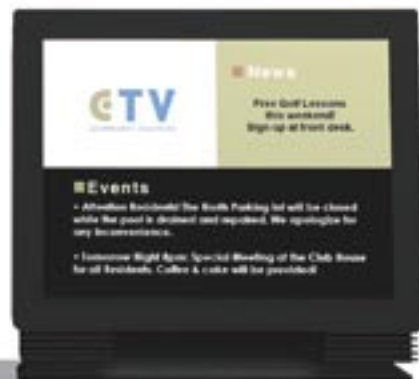 CTV
News
Free Golf Lessons
this weekend!
Sign up at front desk.
Events
• Attention Residents! The North Parking lot will be closed
while the pool is drained and repaired. We apologize for
any inconvenience.
• Tomorrow Night 8pm: Special Meeting of the Club House
for all Residents. Coffee & cake will be provided!